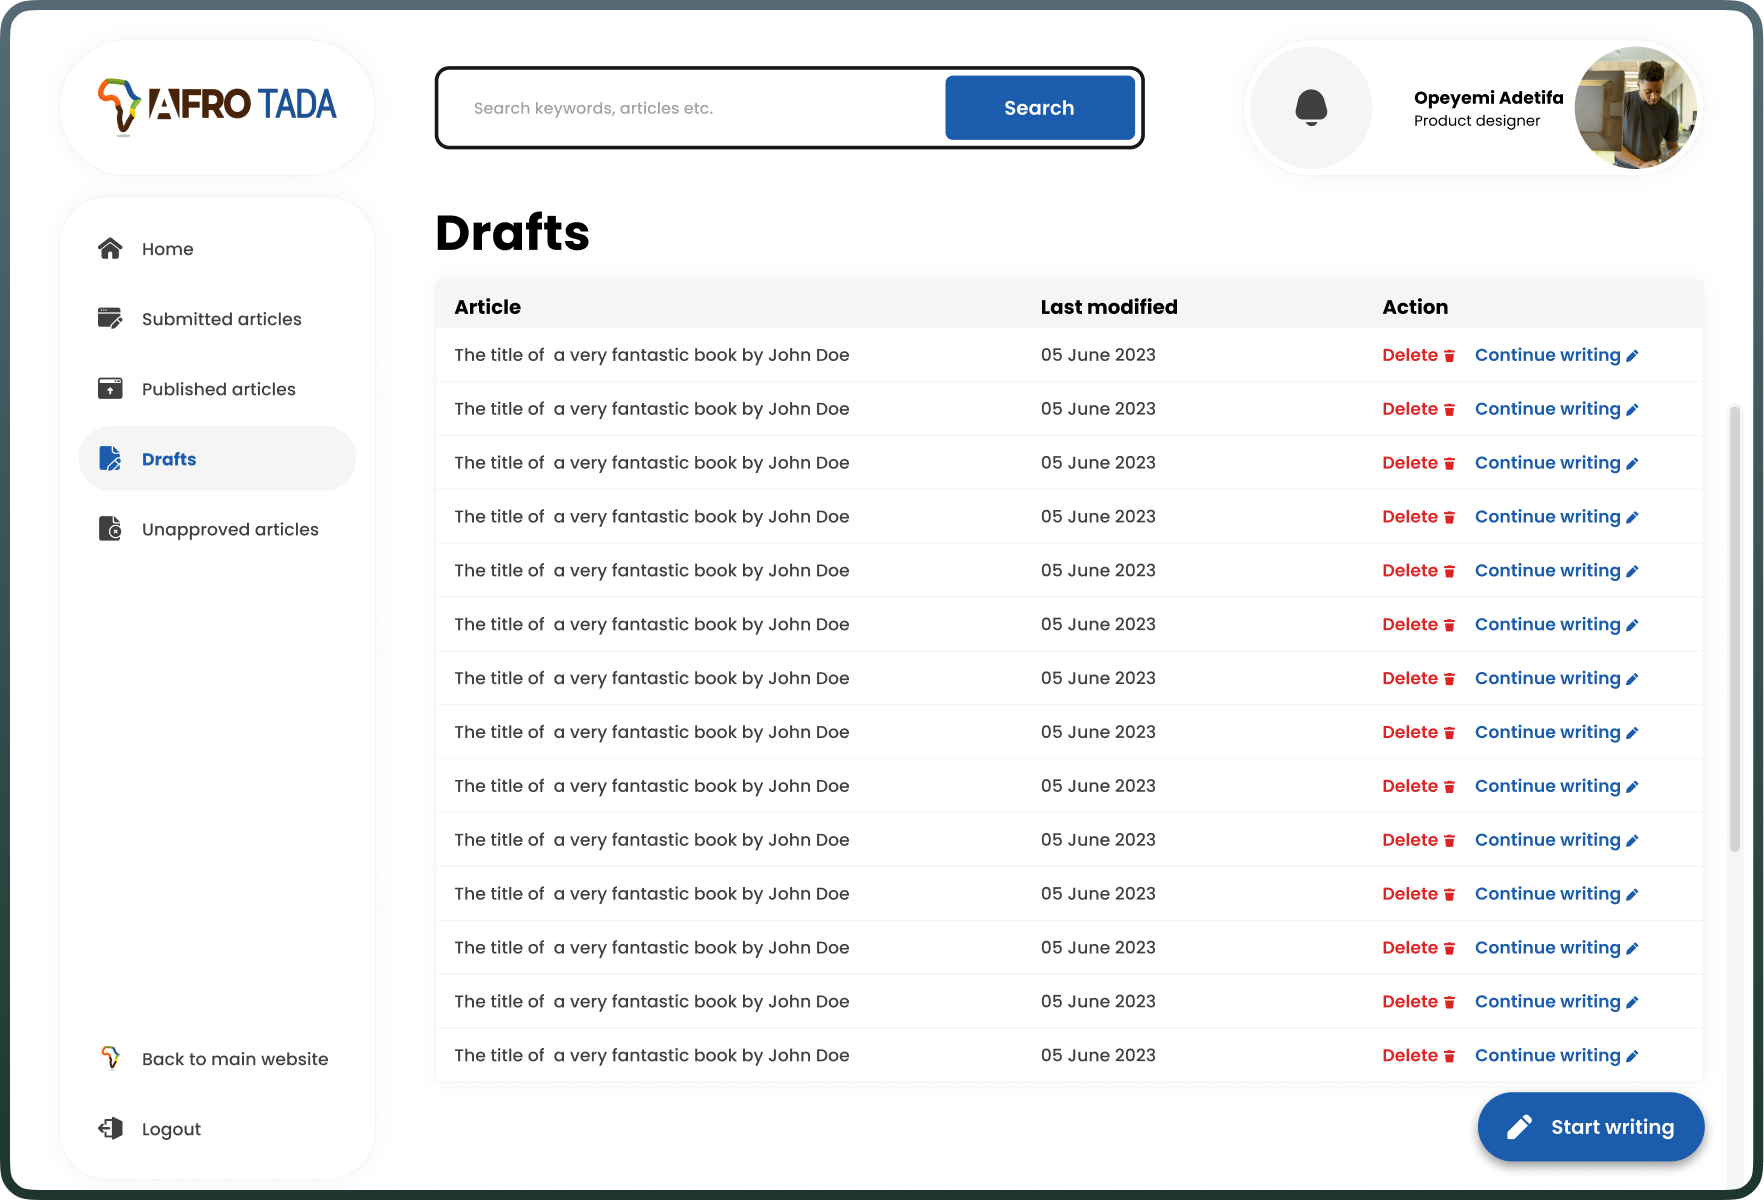 AFRO TADA
Search keywords, articles etc.
Search
Opeyemi Adetifa
Product designer
Home
Submitted articles
Published articles
Drafts
Unapproved articles
Back to main website
Logout
Drafts
Article Last modified Action
The title of  a very fantastic book by John Doe 05 June 2023 Delete Continue writing
The title of  a very fantastic book by John Doe 05 June 2023 Delete Continue writing
The title of  a very fantastic book by John Doe 05 June 2023 Delete Continue writing
The title of  a very fantastic book by John Doe 05 June 2023 Delete Continue writing
The title of  a very fantastic book by John Doe 05 June 2023 Delete Continue writing
The title of  a very fantastic book by John Doe 05 June 2023 Delete Continue writing
The title of  a very fantastic book by John Doe 05 June 2023 Delete Continue writing
The title of  a very fantastic book by John Doe 05 June 2023 Delete Continue writing
The title of  a very fantastic book by John Doe 05 June 2023 Delete Continue writing
The title of  a very fantastic book by John Doe 05 June 2023 Delete Continue writing
The title of  a very fantastic book by John Doe 05 June 2023 Delete Continue writing
The title of  a very fantastic book by John Doe 05 June 2023 Delete Continue writing
The title of  a very fantastic book by John Doe 05 June 2023 Delete Continue writing
The title of  a very fantastic book by John Doe 05 June 2023 Delete Continue writing
Start writing